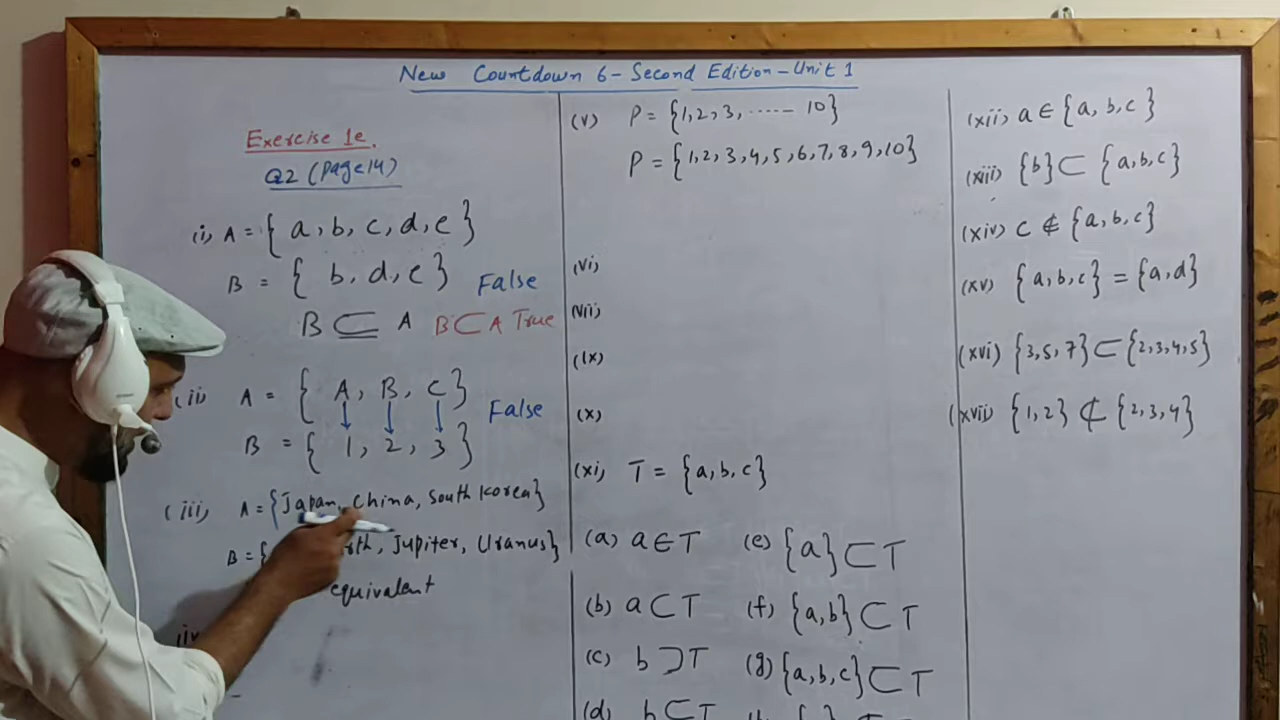 New Countdown 6 - Second Edition - Unit 1
Exercise 1e.
Q2 (Page 14)
(i) A = { a, b, c, d, e }
B = { b, d, e } False
B ⊆ A B ⊂ A True
(ii) A = { A, B, C }
False
B = { 1, 2, 3 }
(iii) A = {Japan, China, South Korea}
B = { Jupiter, Uranus}
equivalent
(v) P = {1, 2, 3, ...... 10}
P = {1, 2, 3, 4, 5, 6, 7, 8, 9, 10}
(vi)
(vii)
(ix)
(x)
(xi) T = {a, b, c}
(a) a ∈ T (e) {a} ⊂ T
(b) a ⊂ T (f) {a, b} ⊂ T
(c) b ⊃ T (g) {a, b, c} ⊂ T
(d) b ⊂ T
(xii) a ∈ {a, b, c}
(xiii) {b} ⊂ {a, b, c}
(xiv) c ∉ {a, b, c}
(xv) {a, b, c} = {a, d}
(xvi) {3, 5, 7} ⊂ {2, 3, 4, 5}
(xvii) {1, 2} ⊄ {2, 3, 4}